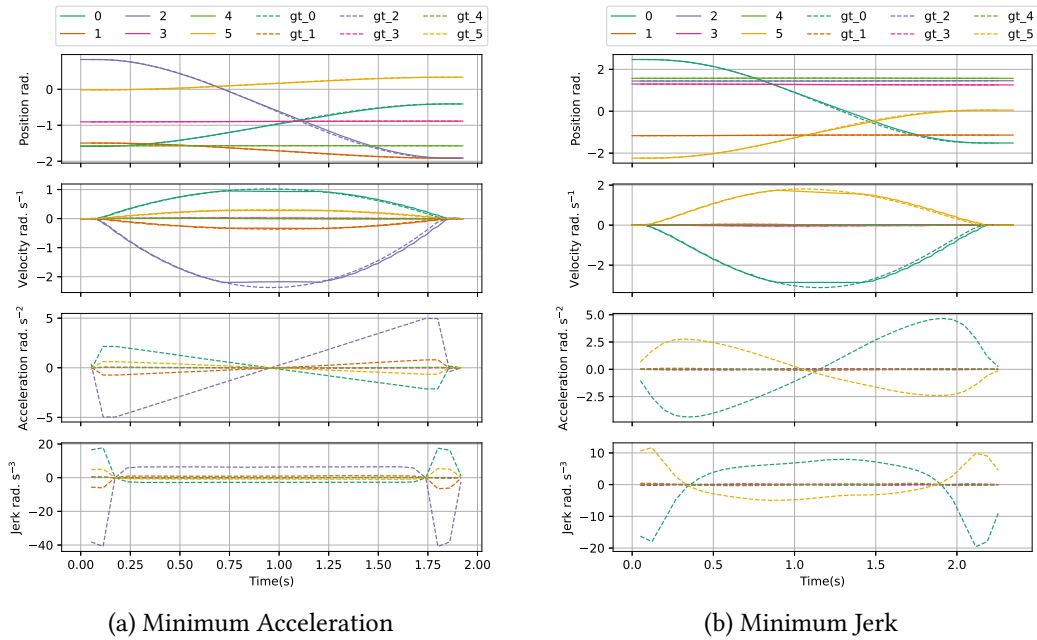 0 2 4 gt_0 gt_2 gt_4
1 3 5 gt_1 gt_3 gt_5
Position rad.
0
−1
−2
Velocity rad. s⁻¹
1
0
−1
−2
Acceleration rad. s⁻²
5
0
−5
Jerk rad. s⁻³
20
0
−20
−40
0.00 0.25 0.50 0.75 1.00 1.25 1.50 1.75 2.00
Time(s)
(a) Minimum Acceleration
0 2 4 gt_0 gt_2 gt_4
1 3 5 gt_1 gt_3 gt_5
Position rad.
2
0
−2
Velocity rad. s⁻¹
2
0
−2
Acceleration rad. s⁻²
5.0
2.5
0.0
−2.5
Jerk rad. s⁻³
10
0
−10
−20
0.0 0.5 1.0 1.5 2.0
Time(s)
(b) Minimum Jerk